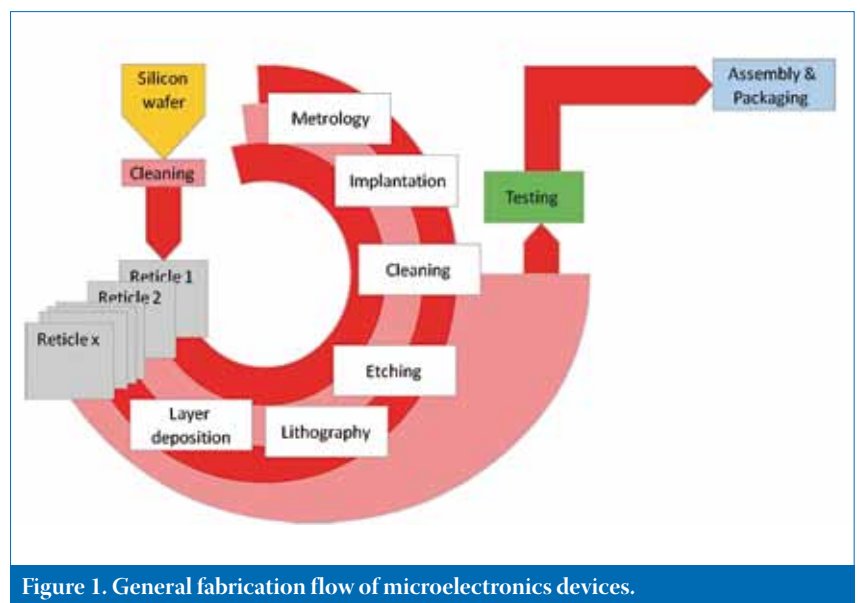 Silicon
wafer
Cleaning
Reticle 1
Reticle 2
Reticle x
Layer
deposition
Lithography
Etching
Cleaning
Implantation
Metrology
Testing
Assembly &
Packaging
Figure 1. General fabrication flow of microelectronics devices.